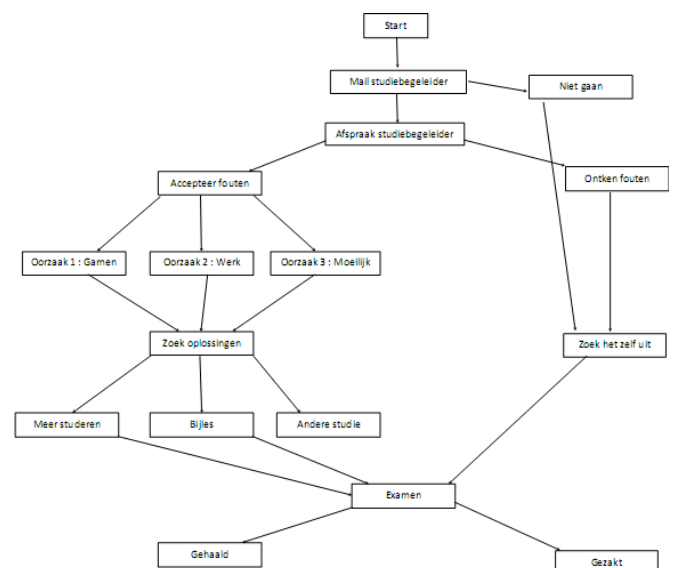 Start
Mail studiebegeleider
Niet gaan
Afspraak studiebegeleider
Accepteer fouten
Ontken fouten
Oorzaak 1 : Gamen
Oorzaak 2 : Werk
Oorzaak 3 : Moeilijk
Zoek oplossingen
Zoek het zelf uit
Meer studeren
Bijles
Andere studie
Examen
Gehaald
Gezakt